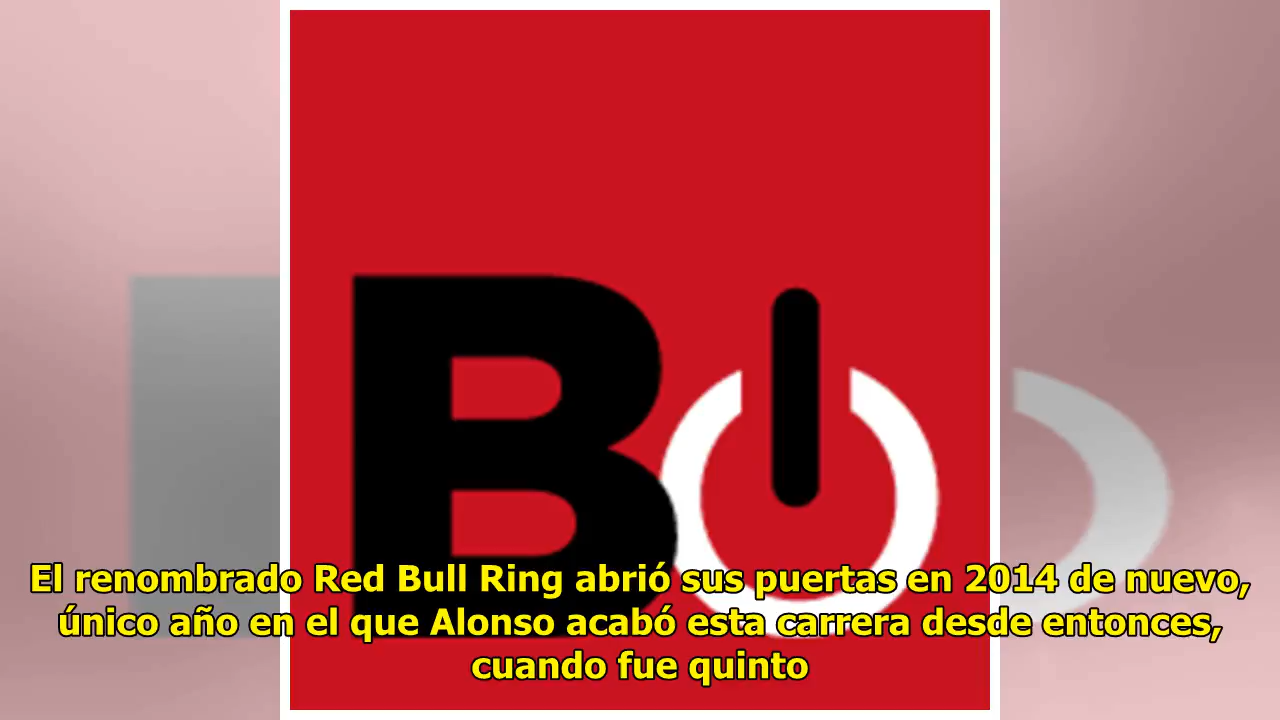 B
El renombrado Red Bull Ring abrió sus puertas en 2014 de nuevo,
único año en el que Alonso acabó esta carrera desde entonces,
cuando fue quinto